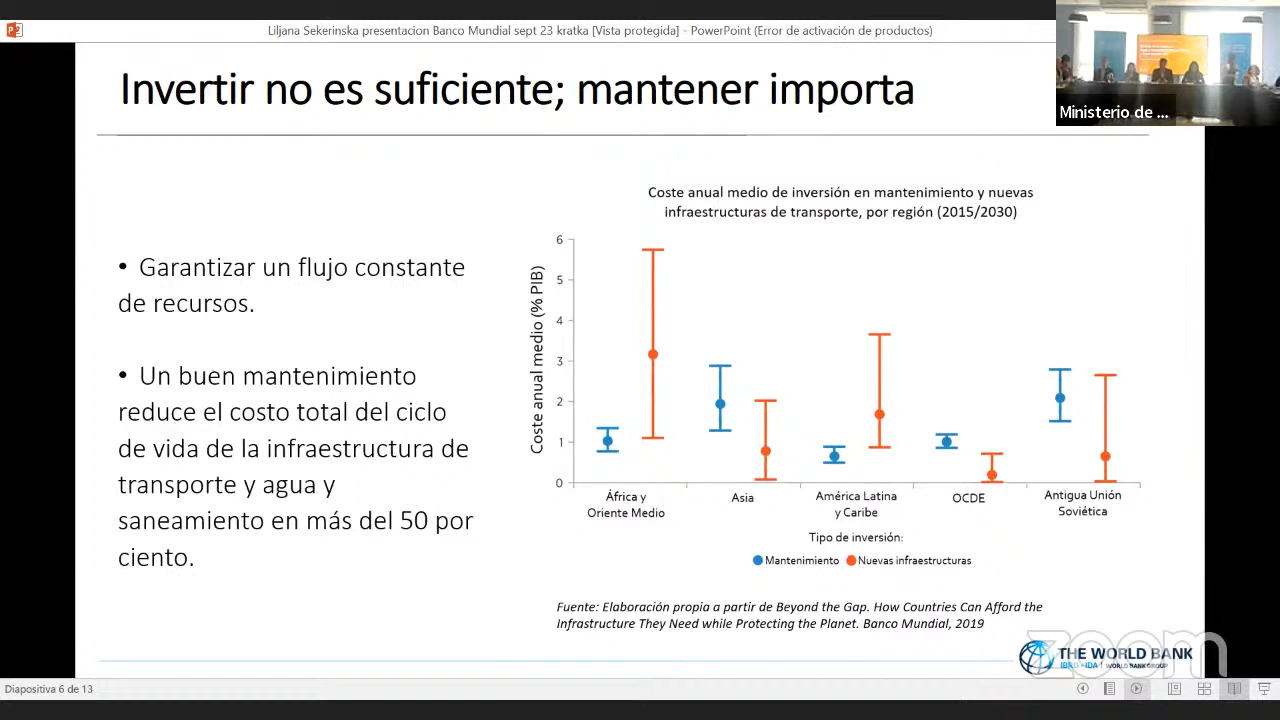 Liljana Sekerinska presentacion Banco Mundial sept 23 kratka [Vista protegida] - PowerPoint (Error de activación de productos)
Ministerio de ...
Invertir no es suficiente; mantener importa
• Garantizar un flujo constante
de recursos.
• Un buen mantenimiento
reduce el costo total del ciclo
de vida de la infraestructura de
transporte y agua y
saneamiento en más del 50 por
ciento.
Coste anual medio de inversión en mantenimiento y nuevas
infraestructuras de transporte, por región (2015/2030)
Coste anual medio (% PIB)
6
5
4
3
2
1
0
África y
Oriente Medio
Asia
América Latina
y Caribe
OCDE
Antigua Unión
Soviética
Tipo de inversión:
Mantenimiento Nuevas infraestructuras
Fuente: Elaboración propia a partir de Beyond the Gap. How Countries Can Afford the
Infrastructure They Need while Protecting the Planet. Banco Mundial, 2019
zoom
THE WORLD BANK
IBRD • IDA | WORLD BANK GROUP
Diapositiva 6 de 13